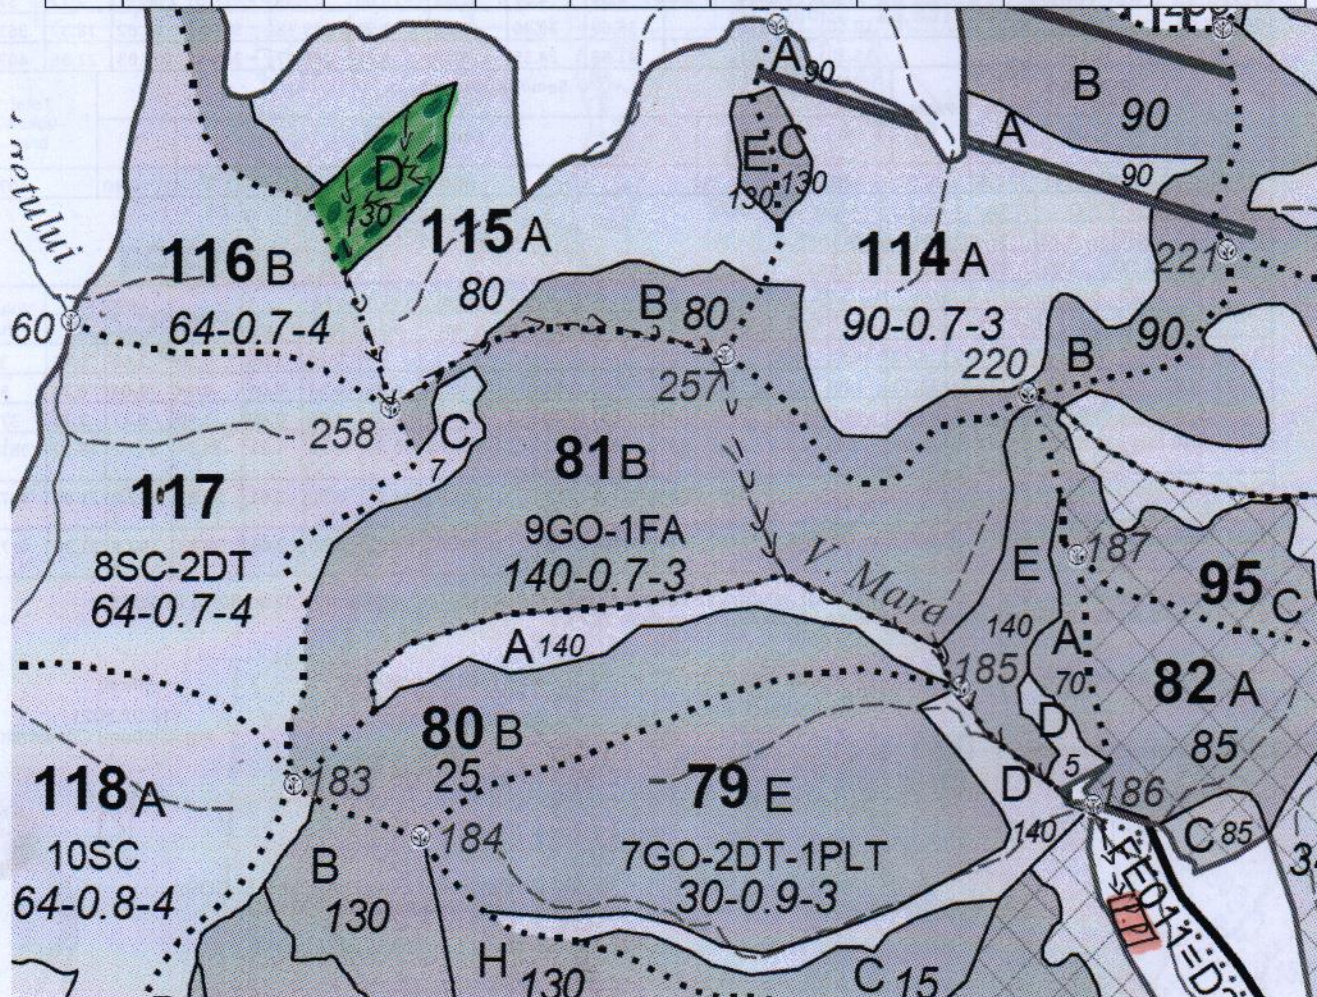 A 90
B 90
A
90
E C
130 130
D
130
115 A
80
116 B
64-0.7-4
114 A
90-0.7-3
221
60
B 80
90
B
220
257
258
C
7
81 B
9GO-1FA
140-0.7-3
117
8SC-2DT
64-0.7-4
V. Mara
E
140
187
95 C
A 140
A
70
185
82 A
85
80 B
25
D
5
79 E
7GO-2DT-1PLT
30-0.9-3
D
140
186
C 85
118 A
10SC
64-0.8-4
183
184
B
130
H 130
C 15
P.P1